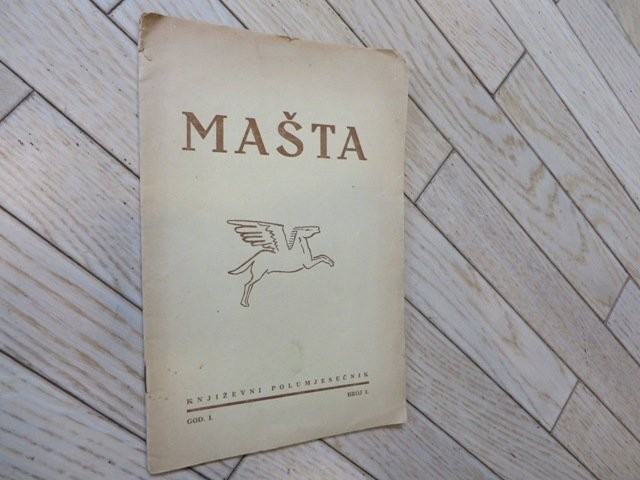 MAŠTA
KNJIŽEVNI POLUMJESEČNIK
GOD. I. BROJ 1.